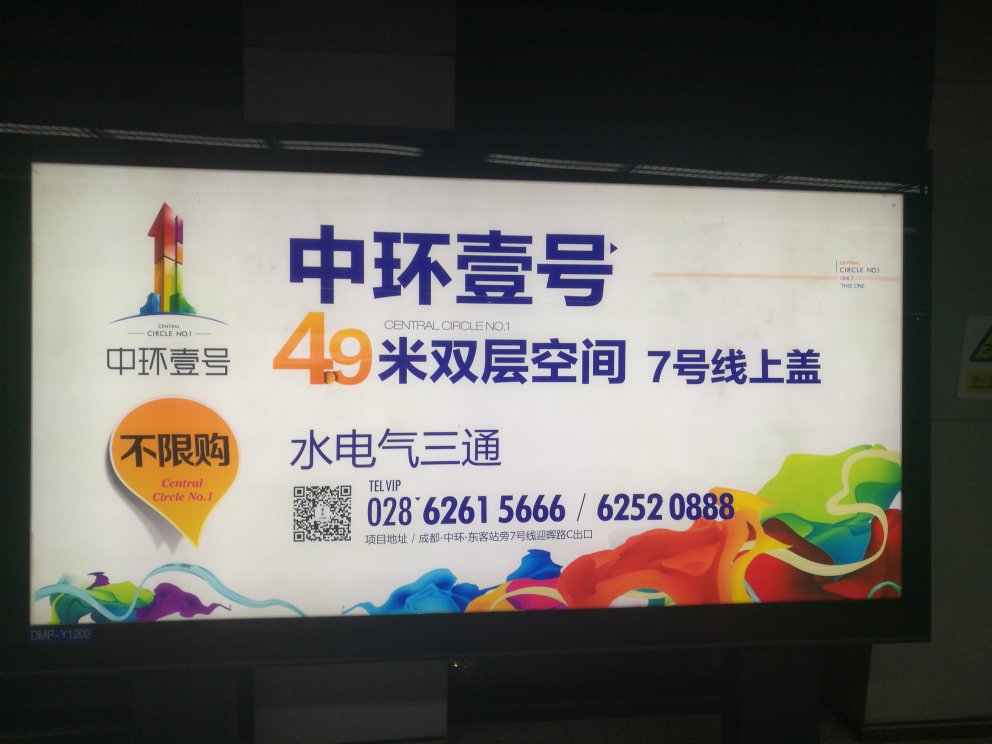 中环壹号
CENTRAL CIRCLE NO.1
4.9米双层空间 7号线上盖
水电气三通
TEL VIP
028 6261 5666 / 6252 0888
项目地址 / 成都·中环·东客站旁7号线迎晖路C出口
CENTRAL
CIRCLE NO.1
中环壹号
不限购
Central
Circle No.1
CENTRAL
CIRCLE NO.1
ONLY
THIS ONE
DMP-Y1202